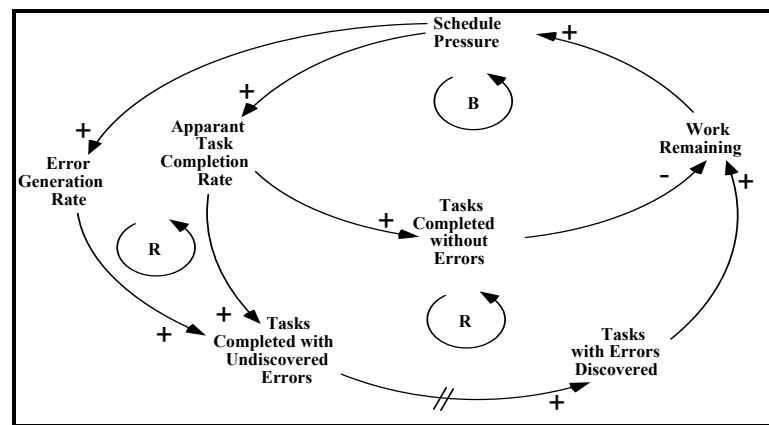 Schedule
Pressure
+
B
+
Apparant
Task
Completion
Rate
+
Error
Generation
Rate
Work
Remaining
-
+
R
+
Tasks
Completed
without
Errors
R
+
+
Tasks
Completed with
Undiscovered
Errors
Tasks
with Errors
Discovered
//
+